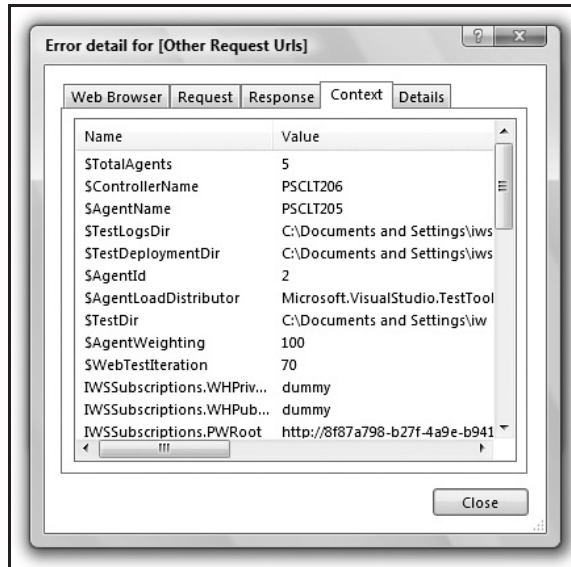 Error detail for [Other Request Urls]
Web Browser Request Response Context Details
Name Value
$TotalAgents 5
$ControllerName PSCLT206
$AgentName PSCLT205
$TestLogsDir C:\Documents and Settings\iws
$TestDeploymentDir C:\Documents and Settings\iws
$AgentId 2
$AgentLoadDistributor Microsoft.VisualStudio.TestTool
$TestDir C:\Documents and Settings\iw
$AgentWeighting 100
$WebTestIteration 70
IWSSubscriptions.WHPriv... dummy
IWSSubscriptions.WHPub... dummy
IWSSubscriptions.PWRoot http://8f87a798-b27f-4a9e-b941
Close